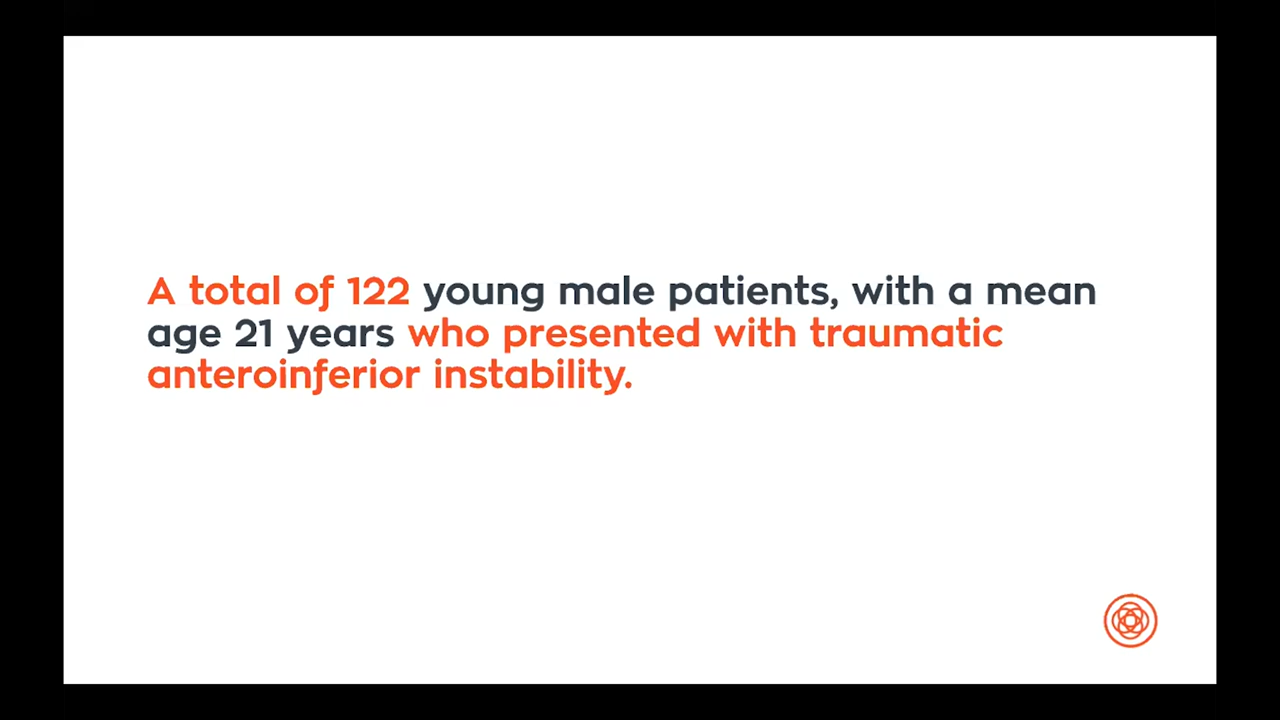 A total of 122 young male patients, with a mean
age 21 years who presented with traumatic
anteroinferior instability.